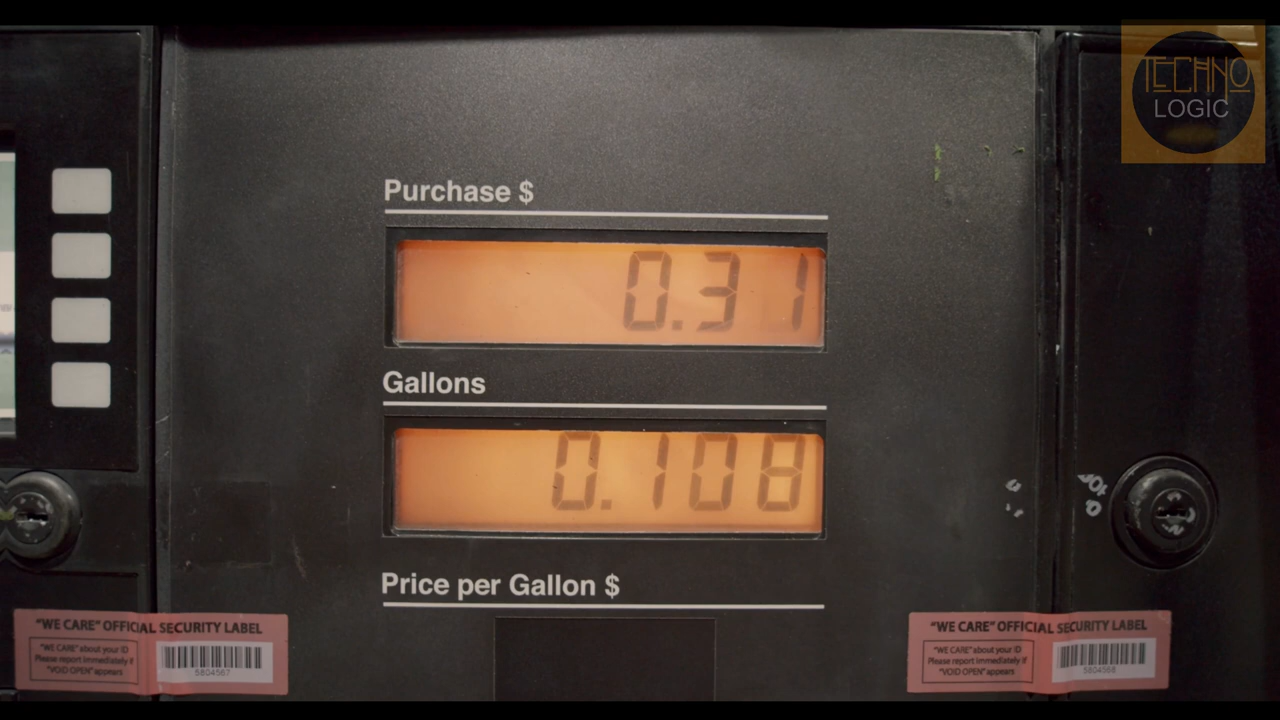 TECHNO
LOGIC
Purchase $
0.31
Gallons
0.108
Price per Gallon $
"WE CARE" OFFICIAL SECURITY LABEL
"WE CARE" about your ID
Please report immediately if
"VOID OPEN" appears
5804567
"WE CARE" OFFICIAL SECURITY LABEL
"WE CARE" about your ID
Please report immediately if
"VOID OPEN" appears
5804566